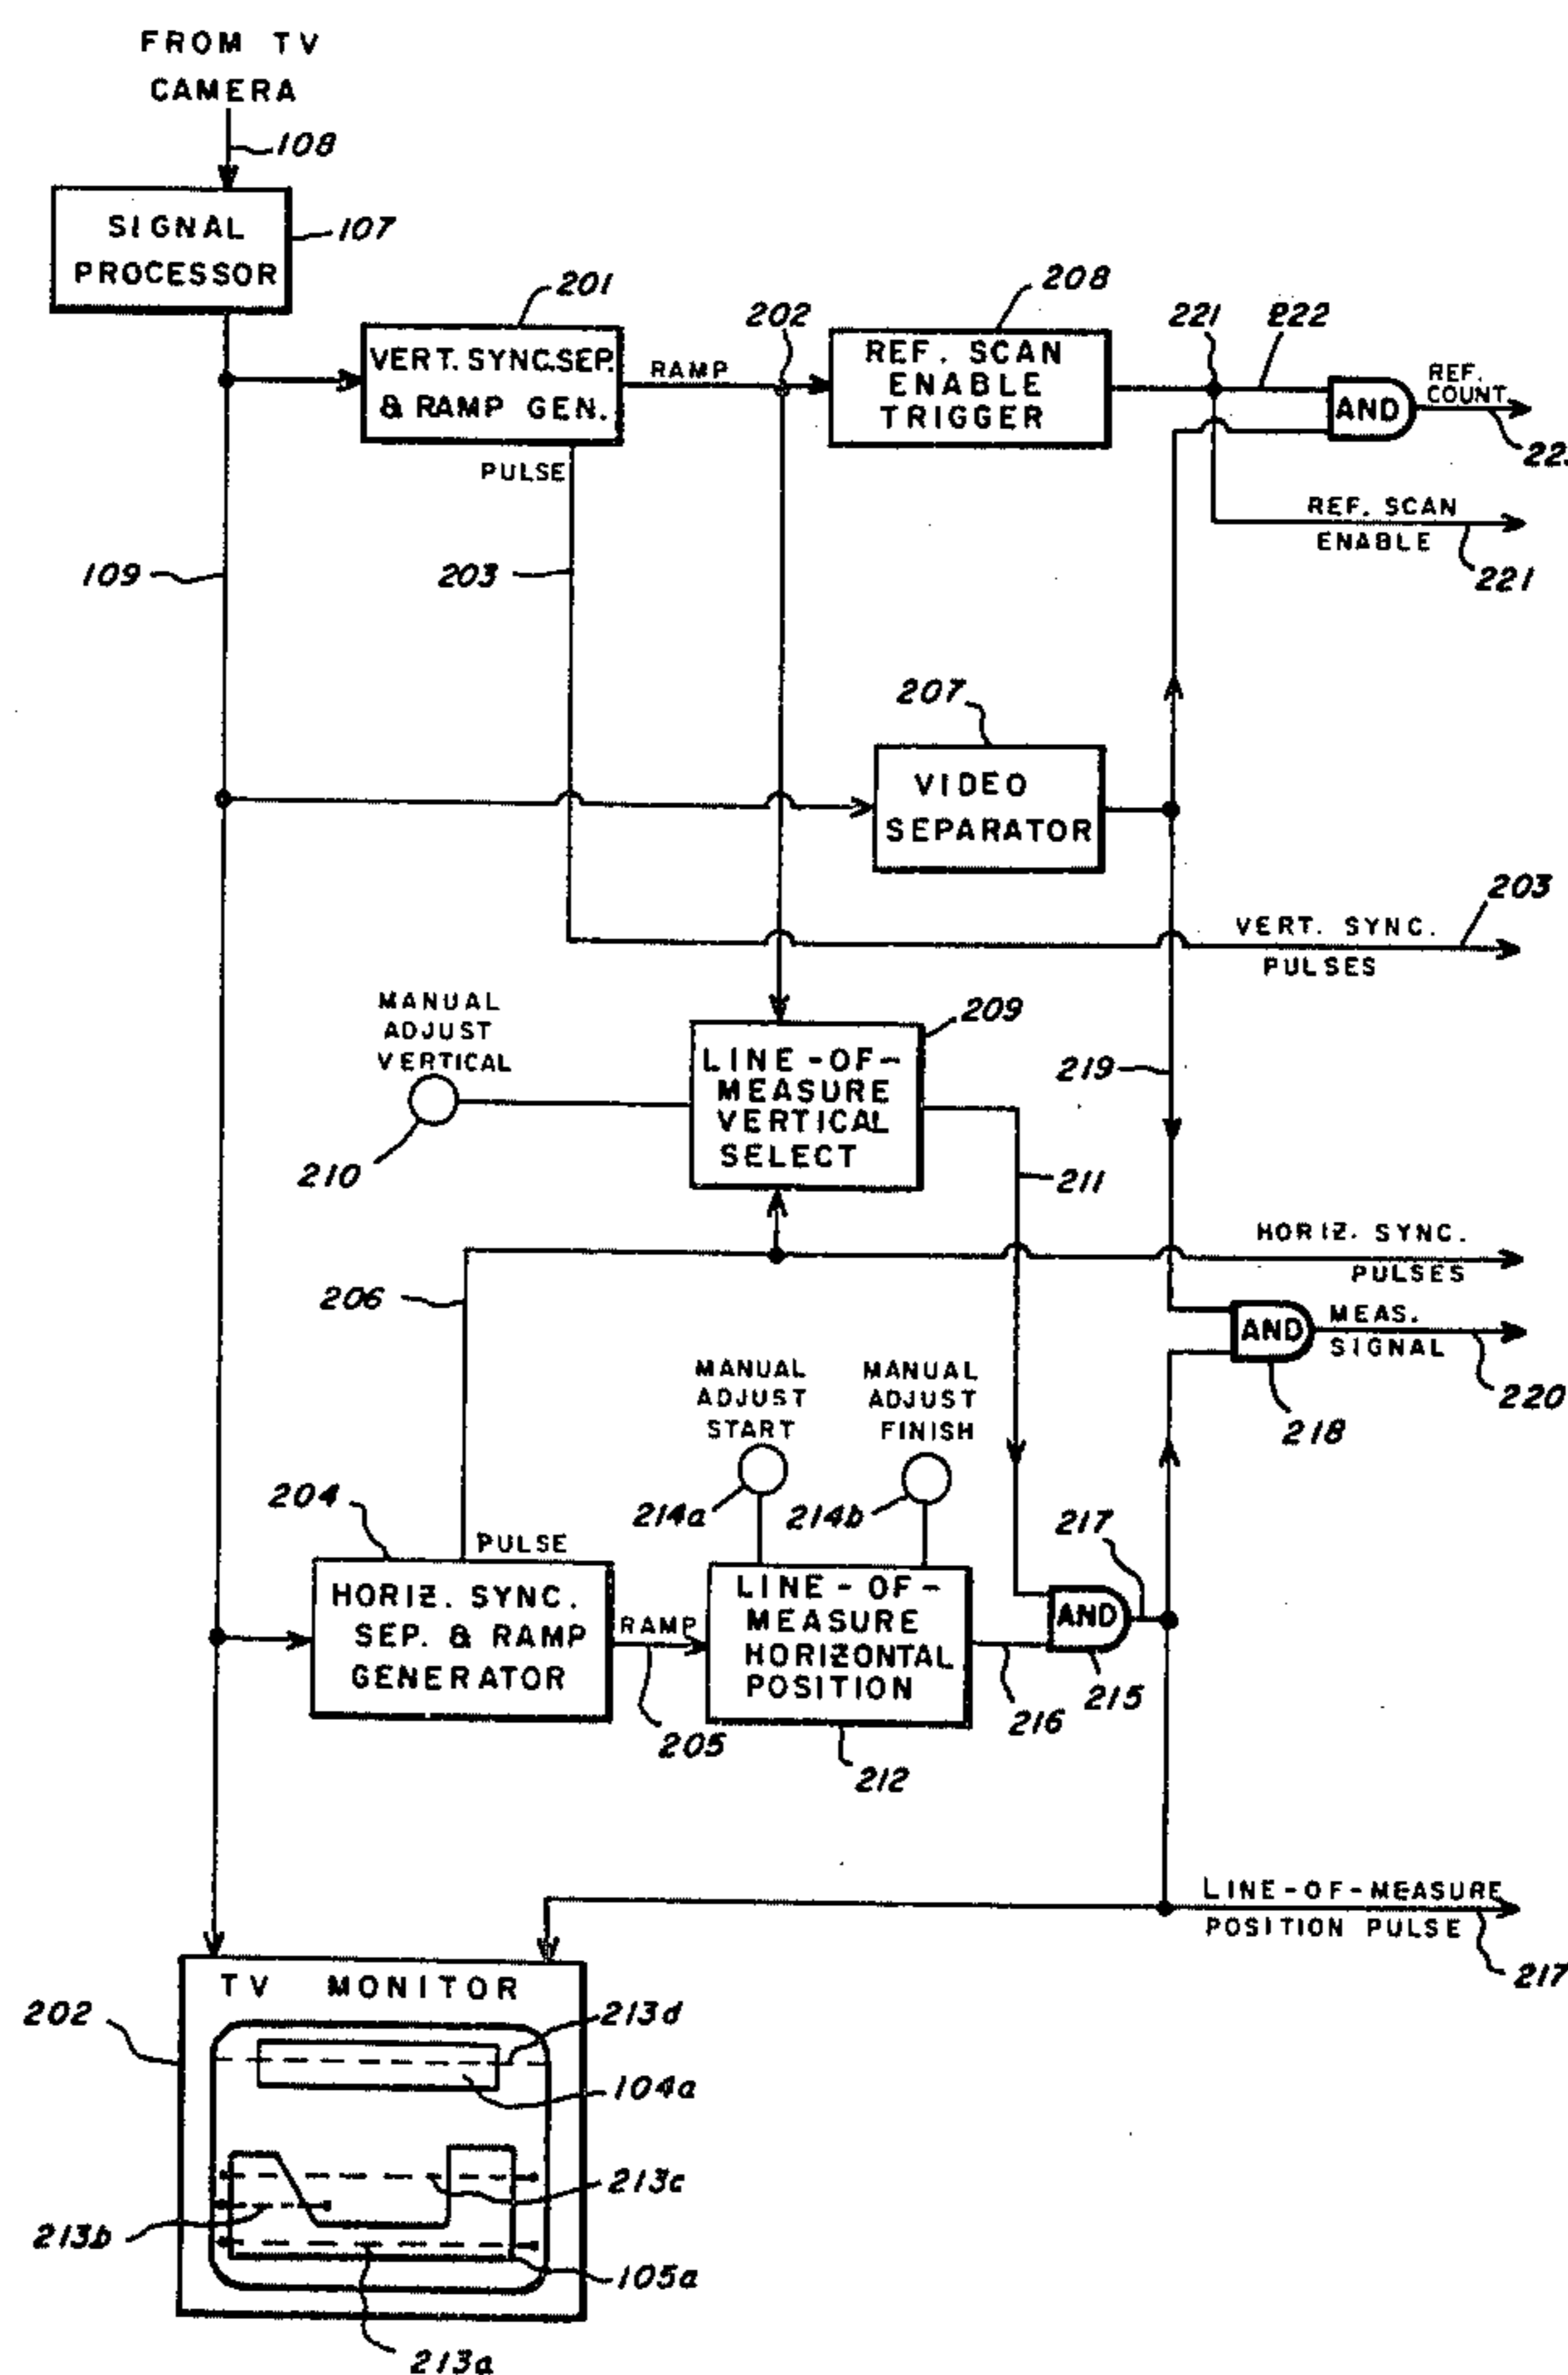 FROM TV
CAMERA
108
SIGNAL
PROCESSOR
107
201
VERT. SYNC. SEP.
& RAMP GEN.
RAMP
202
PULSE
208
REF. SCAN
ENABLE
TRIGGER
221
222
AND
REF.
COUNT
REF. SCAN
ENABLE
221
109
203
207
VIDEO
SEPARATOR
203
VERT. SYNC.
PULSES
MANUAL
ADJUST
VERTICAL
210
209
LINE-OF-
MEASURE
VERTICAL
SELECT
219
211
HORIZ. SYNC.
PULSES
206
AND
MEAS.
SIGNAL
220
218
MANUAL
ADJUST
START
214a
MANUAL
ADJUST
FINISH
214b
204
PULSE
HORIZ. SYNC.
SEP. & RAMP
GENERATOR
RAMP
205
LINE-OF-
MEASURE
HORIZONTAL
POSITION
212
216
217
AND
215
LINE-OF-MEASURE
POSITION PULSE
217
TV MONITOR
202
213d
104a
213c
213b
105a
213a